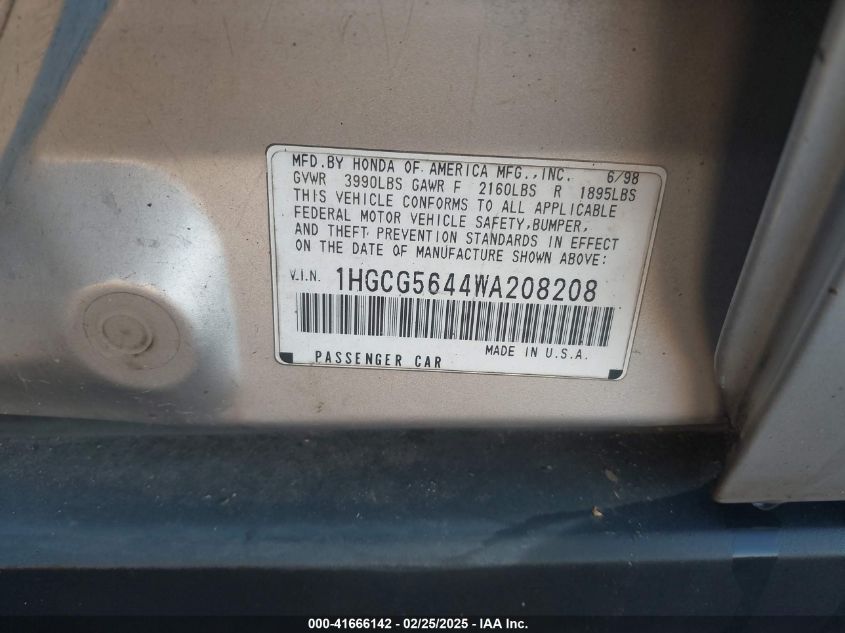 MFD.BY HONDA OF AMERICA MFG.,INC. 6/98
GVWR 3990LBS GAWR F 2160LBS R 1895LBS
THIS VEHICLE CONFORMS TO ALL APPLICABLE
FEDERAL MOTOR VEHICLE SAFETY,BUMPER,
AND THEFT PREVENTION STANDARDS IN EFFECT
ON THE DATE OF MANUFACTURE SHOWN ABOVE:
V.I.N. 1HGCG5644WA208208
PASSENGER CAR MADE IN U.S.A.
000-41666142 - 02/25/2025 - IAA Inc.